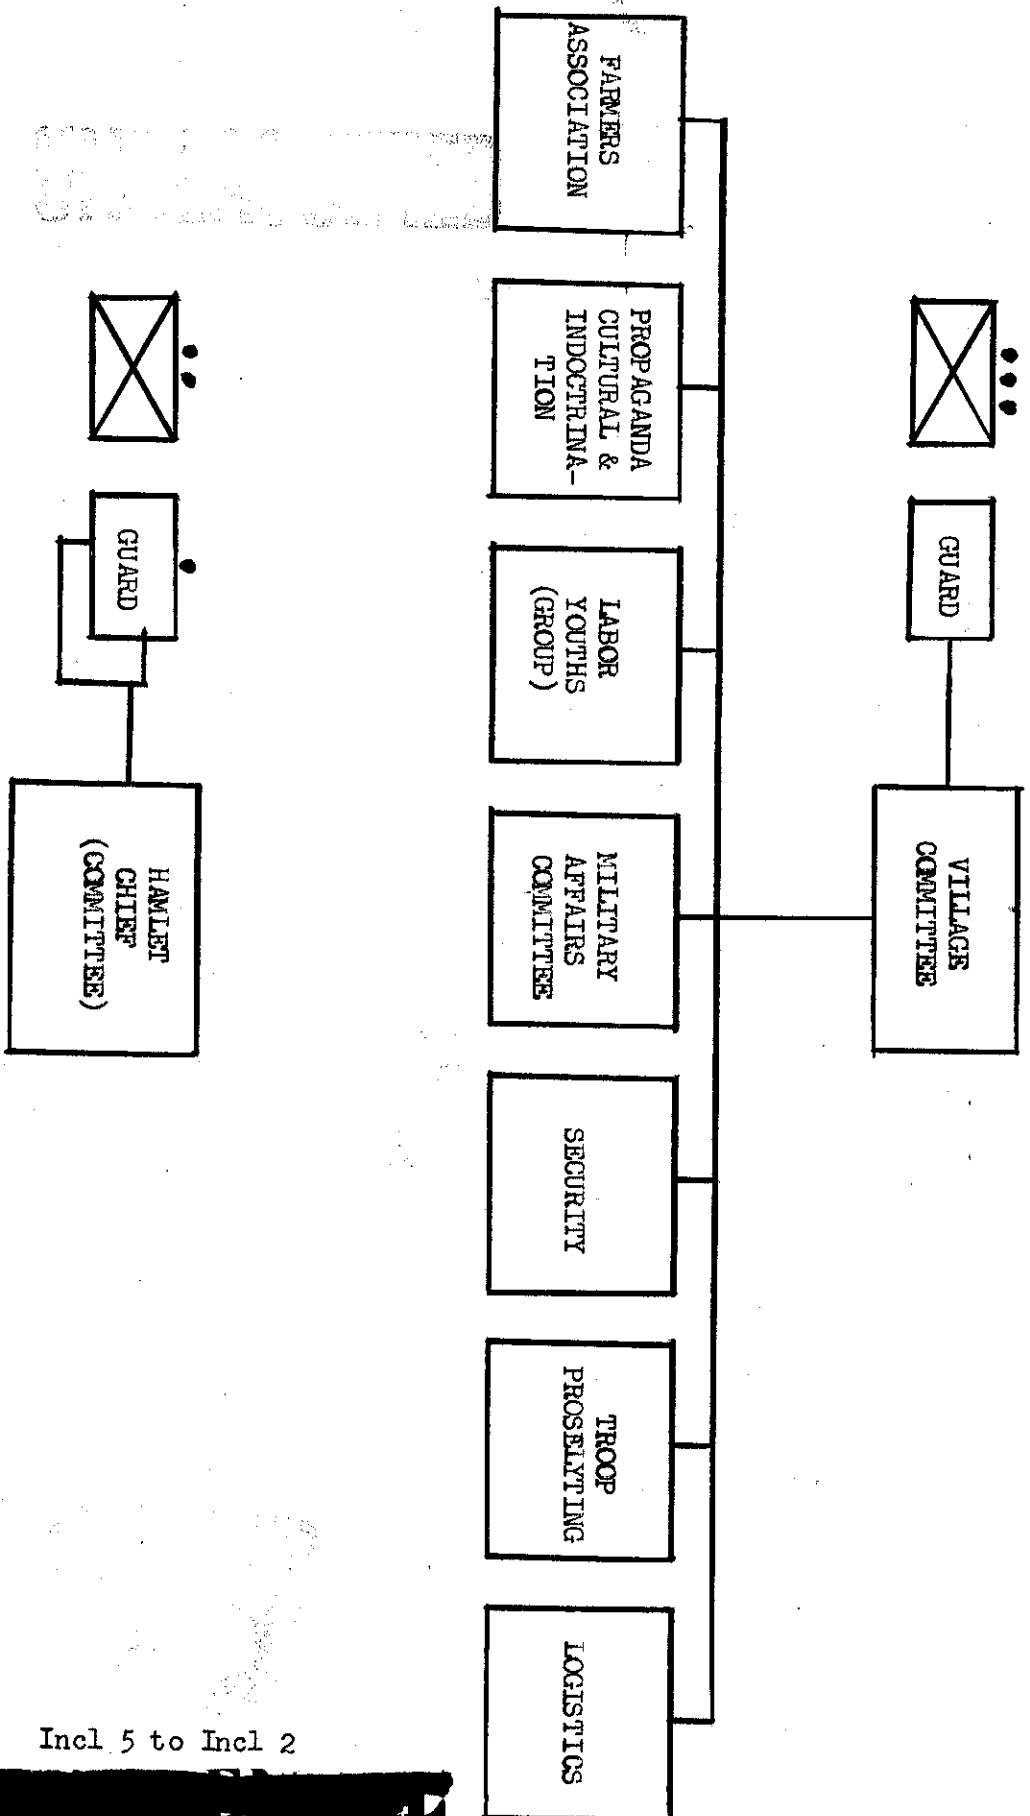 GUARD
VILLAGE
COMMITTEE
FARMERS
ASSOCIATION
PROPAGANDA
CULTURAL &
INDOCTRINA-
TION
LABOR
YOUTHS
(GROUP)
MILITARY
AFFAIRS
COMMITTEE
SECURITY
TROOP
PROSELYTING
LOGISTICS
GUARD
HAMLET
CHIEF
(COMMITTEE)
Incl 5 to Incl 2